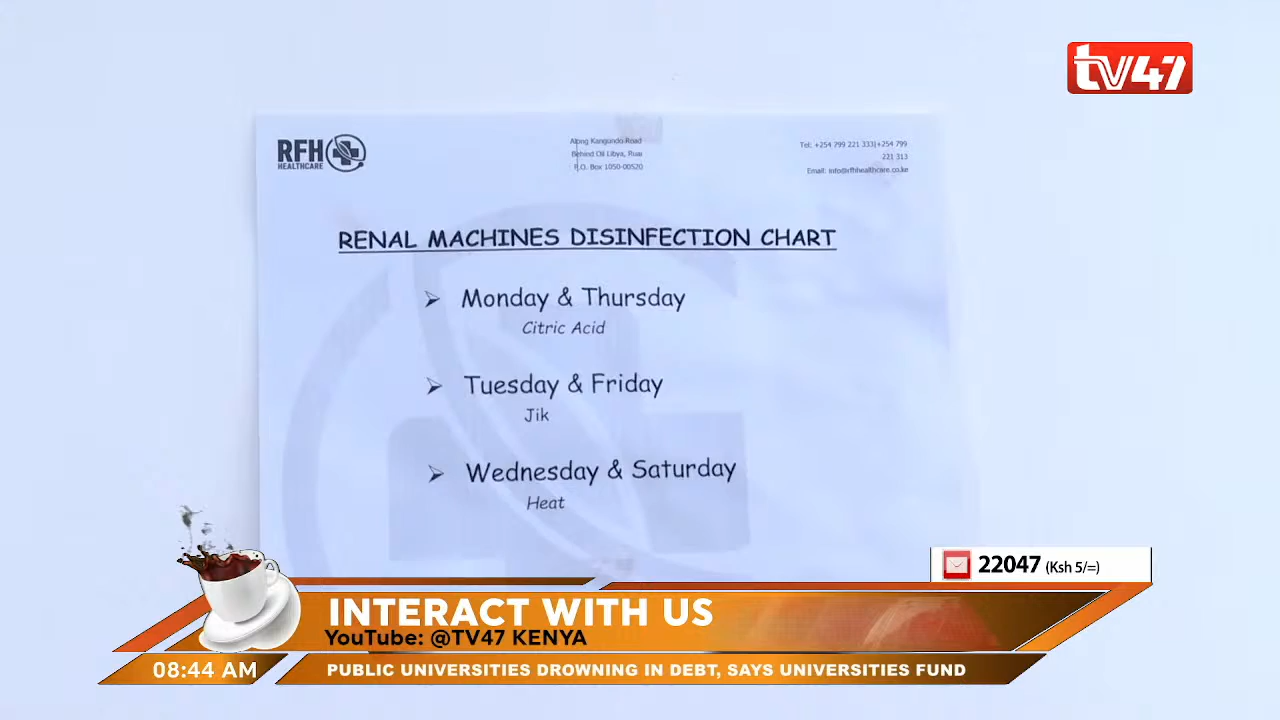 tv47
RFH
HEALTHCARE
Along Kangundo Road
Behind Oil Libya, Ruai
P.O. Box 1050-00520
Tel: +254 799 221 333|+254 799
221 313
Email: info@rfhhealthcare.co.ke
RENAL MACHINES DISINFECTION CHART
➢ Monday & Thursday
Citric Acid
➢ Tuesday & Friday
Jik
➢ Wednesday & Saturday
Heat
22047 (Ksh 5/=)
INTERACT WITH US
YouTube: @TV47 KENYA
08:44 AM
PUBLIC UNIVERSITIES DROWNING IN DEBT, SAYS UNIVERSITIES FUND